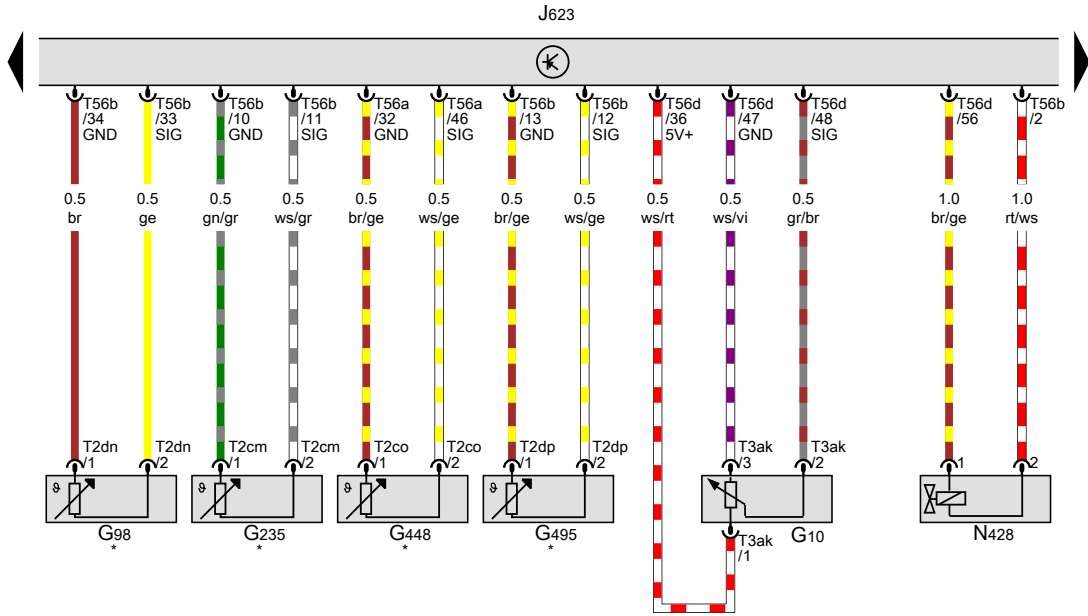 J623
T56b
/34
GND
T56b
/33
SIG
T56b
/10
GND
T56b
/11
SIG
T56a
/32
GND
T56a
/46
SIG
T56b
/13
GND
T56b
/12
SIG
T56d
/36
5V+
T56d
/47
GND
T56d
/48
SIG
T56d
/56
T56b
/2
0.5 0.5 0.5 0.5 0.5 0.5 0.5 0.5 0.5 0.5 0.5 1.0 1.0
br ge gn/gr ws/gr br/ge ws/ge br/ge ws/ge ws/rt ws/vi gr/br br/ge rt/ws
T2dn
/1
T2dn
/2
T2cm
/1
T2cm
/2
T2co
/1
T2co
/2
T2dp
/1
T2dp
/2
T3ak
/3
T3ak
/2
1
2
ϑ ϑ ϑ ϑ
G98
*
G235
*
G448
*
G495
*
T3ak
/1
G10
N428